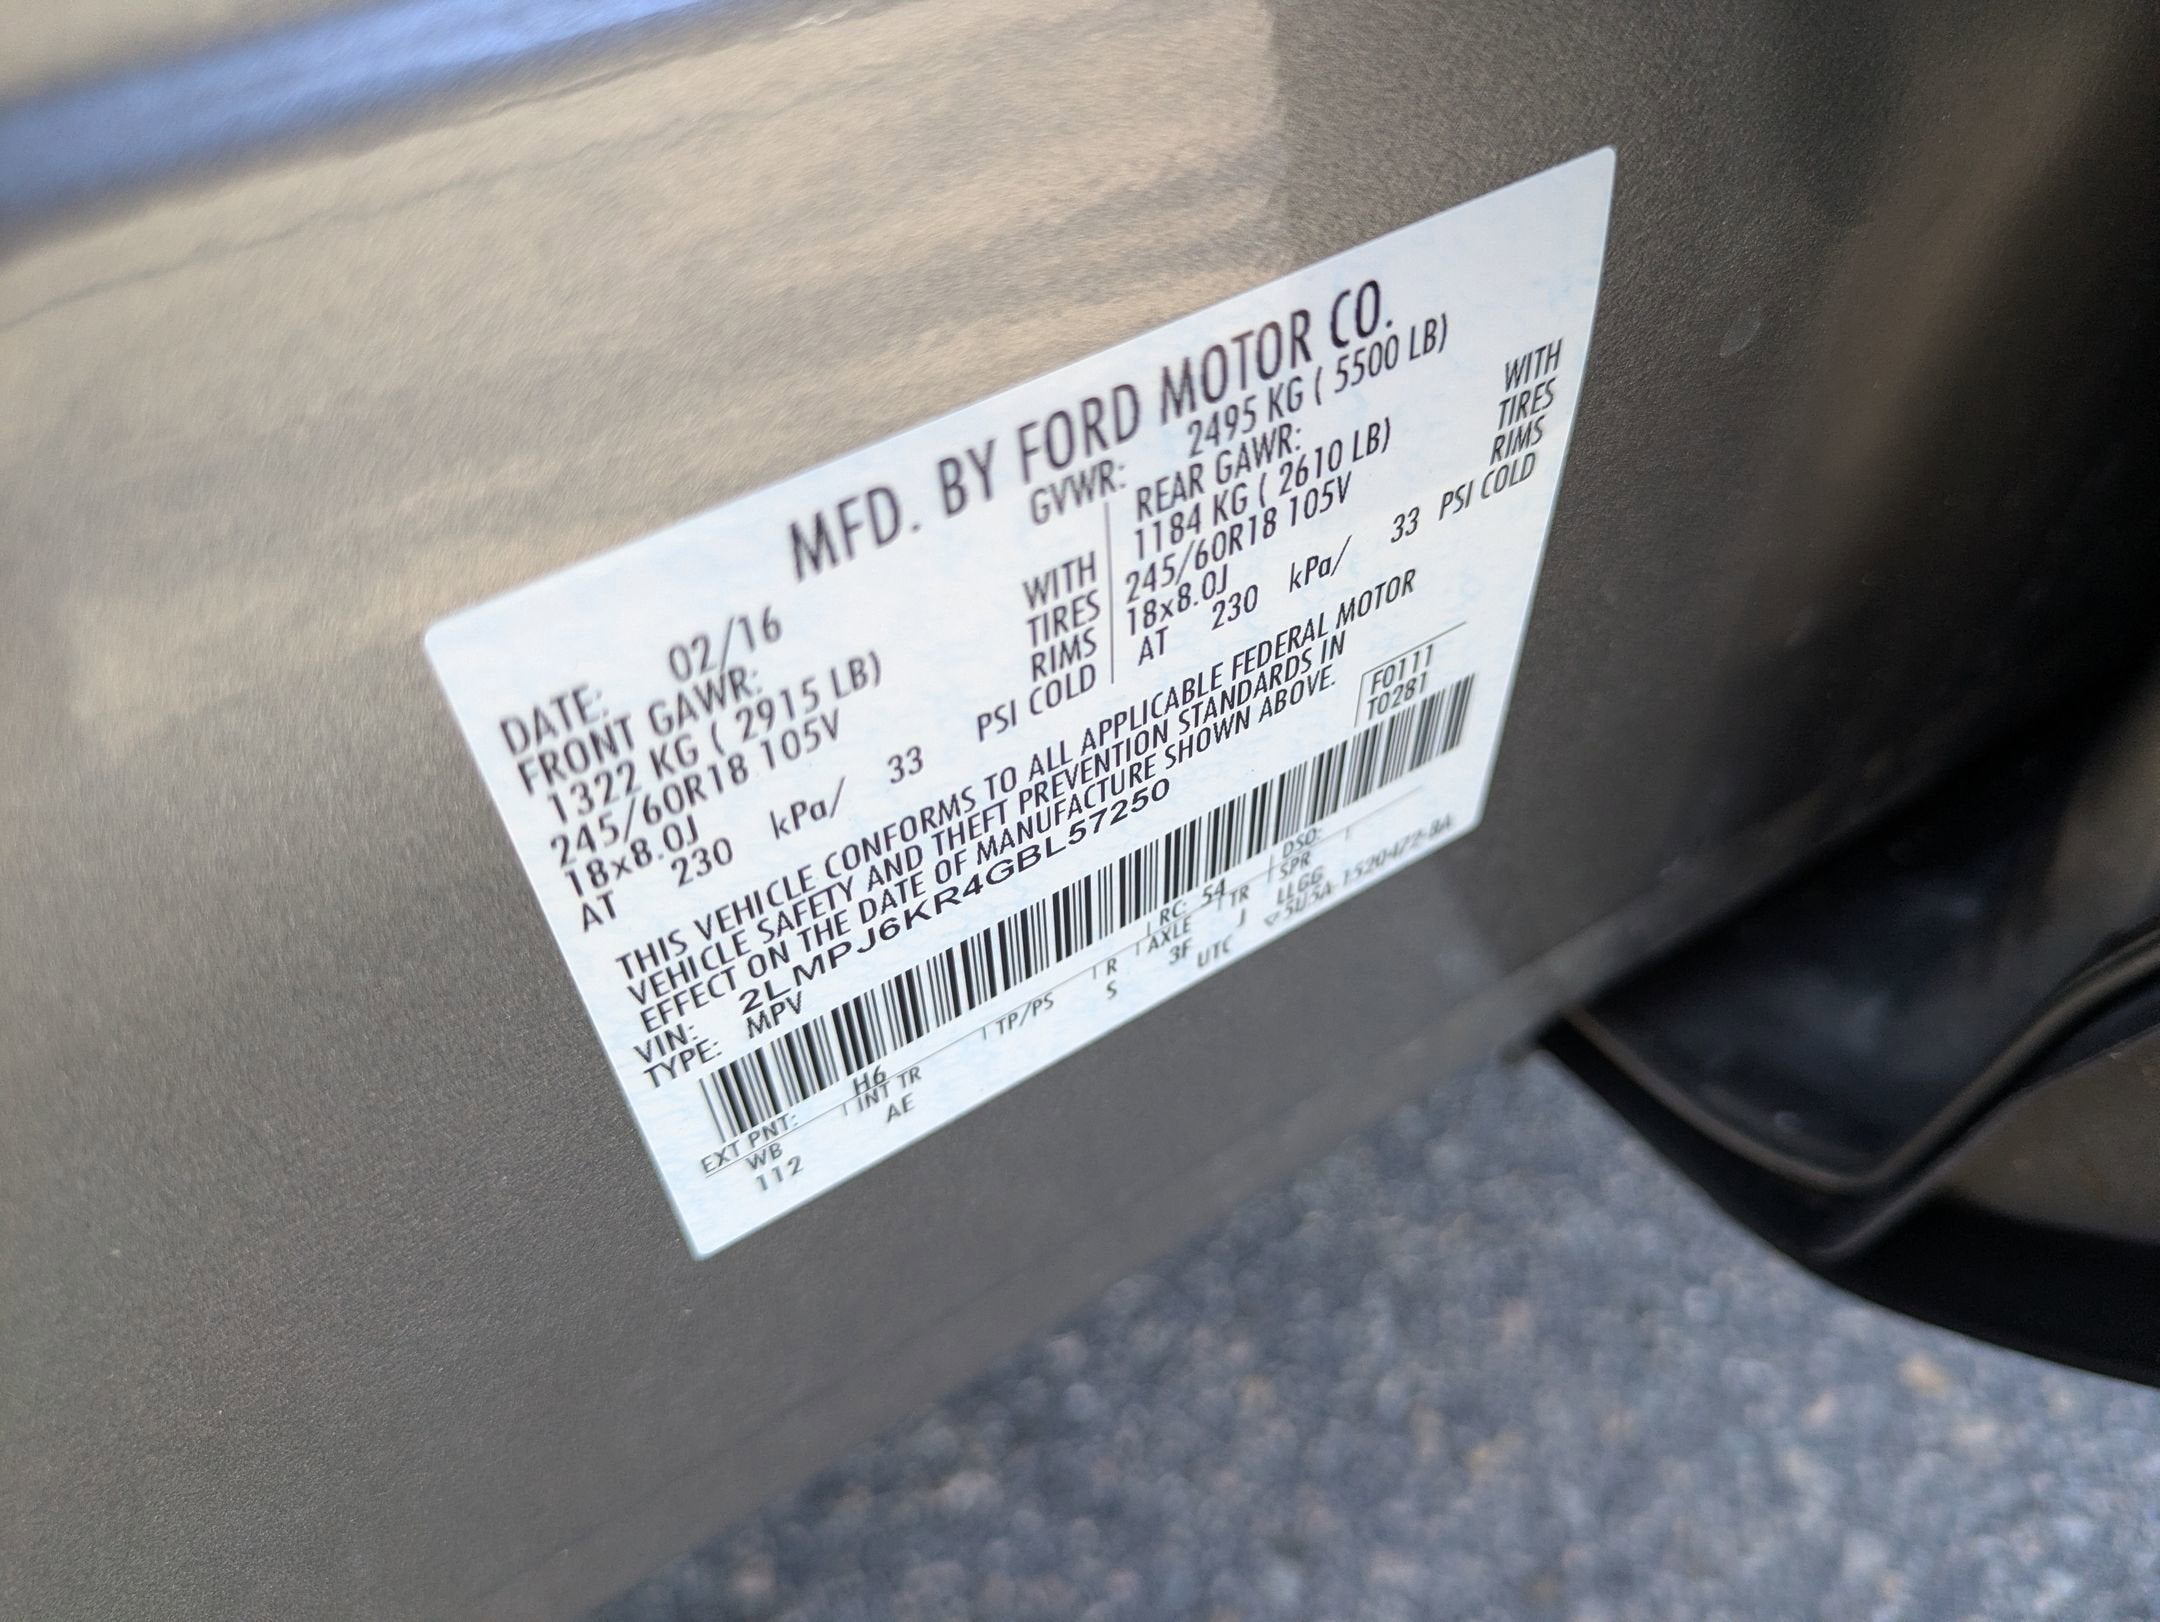 MFD. BY FORD MOTOR CO.
DATE: 02/16 GVWR: 2495 KG ( 5500 LB)
FRONT GAWR: REAR GAWR:
1322 KG ( 2915 LB) WITH 1184 KG ( 2610 LB) WITH
245/60R18 105V TIRES 245/60R18 105V TIRES
18x8.0J RIMS 18x8.0J RIMS
AT 230 kPa/ 33 PSI COLD AT 230 kPa/ 33 PSI COLD
THIS VEHICLE CONFORMS TO ALL APPLICABLE FEDERAL MOTOR
VEHICLE SAFETY AND THEFT PREVENTION STANDARDS IN
EFFECT ON THE DATE OF MANUFACTURE SHOWN ABOVE.
VIN: 2LMPJ6KR4GBL57250 F0111
TYPE: MPV T0281
EXT PNT: H6 RC: 54 DSO:
WB INT TR TP/PS R AXLE TR SPR
112 AE S 3F J LLGG
UTC 5U5A-1520472-BA